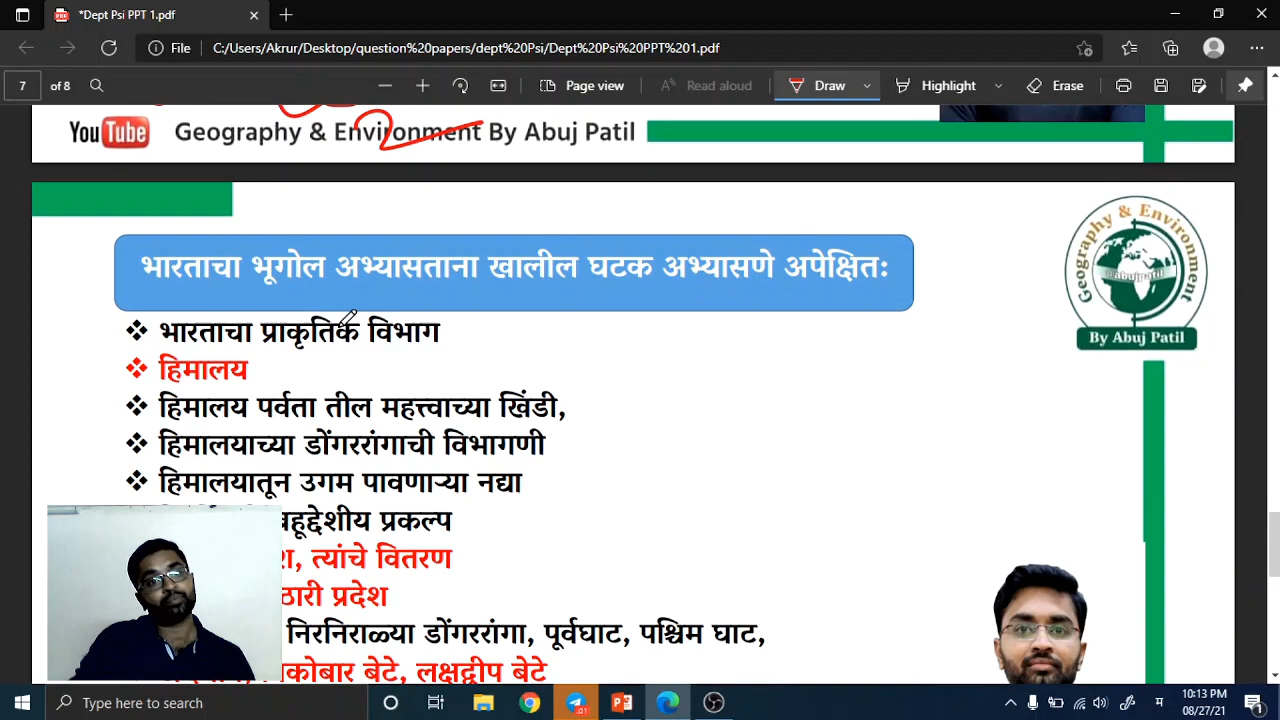 *Dept Psi PPT 1.pdf
File C:/Users/Akrur/Desktop/question%20papers/dept%20Psi/Dept%20Psi%20PPT%201.pdf
7 of 8 Page view Read aloud Draw Highlight Erase
YouTube Geography & Environment By Abuj Patil
भारताचा भूगोल अभ्यासताना खालील घटक अभ्यासणे अपेक्षित:
Geography & Environment
@abujpatil
By Abuj Patil
❖ भारताचा प्राकृतिक विभाग
❖ हिमालय
❖ हिमालय पर्वता तील महत्त्वाच्या खिंडी,
❖ हिमालयाच्या डोंगररांगाची विभागणी
❖ हिमालयातून उगम पावणाऱ्या नद्या
बहूद्देशीय प्रकल्प
त्यांचे वितरण
प्रदेश
निरनिराळ्या डोंगररांगा, पूर्वघाट, पश्चिम घाट,
बेटे, लक्षद्वीप बेटे
Type here to search
10:13 PM
08/27/21